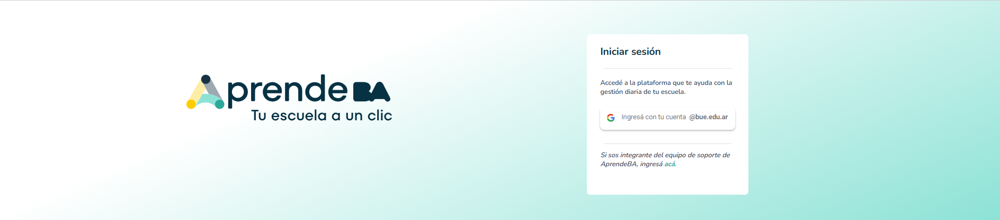 AprendeBA
Tu escuela a un clic
Iniciar sesión
Accedé a la plataforma que te ayuda con la
gestión diaria de tu escuela.
Ingresá con tu cuenta @bue.edu.ar
Si sos integrante del equipo de soporte de
AprendeBA, ingresá acá.